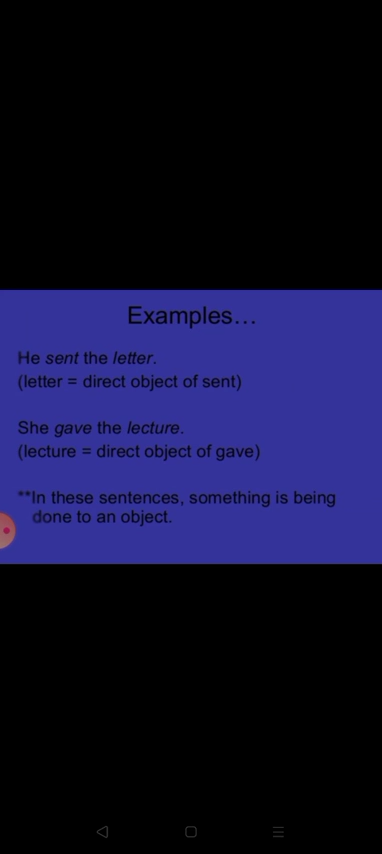 Examples…
He sent the letter.
(letter = direct object of sent)
She gave the lecture.
(lecture = direct object of gave)
**In these sentences, something is being
done to an object.